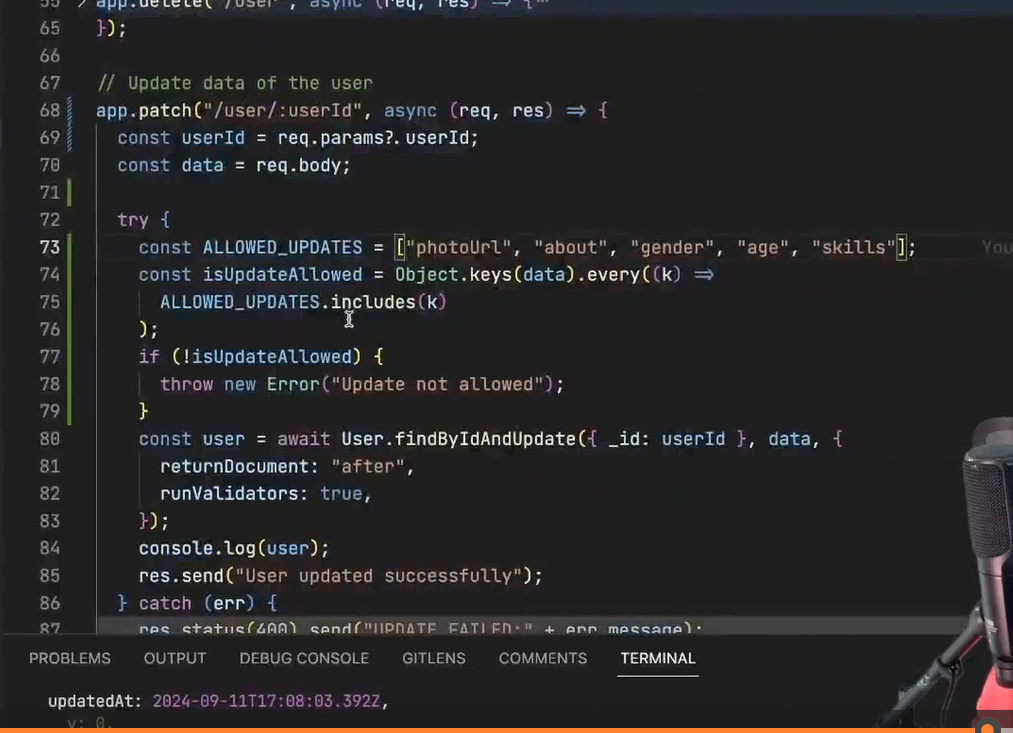 55 > app.delete("/user", async (req, res) => {…
65 });
66
67 // Update data of the user
68 app.patch("/user/:userId", async (req, res) => {
69 const userId = req.params?.userId;
70 const data = req.body;
71
72 try {
73 const ALLOWED_UPDATES = ["photoUrl", "about", "gender", "age", "skills"]; You
74 const isUpdateAllowed = Object.keys(data).every((k) =>
75 ALLOWED_UPDATES.includes(k)
76 );
77 if (!isUpdateAllowed) {
78 throw new Error("Update not allowed");
79 }
80 const user = await User.findByIdAndUpdate({ _id: userId }, data, {
81 returnDocument: "after",
82 runValidators: true,
83 });
84 console.log(user);
85 res.send("User updated successfully");
86 } catch (err) {
87 res.status(400).send("UPDATE FAILED:" + err.message);
PROBLEMS OUTPUT DEBUG CONSOLE GITLENS COMMENTS TERMINAL
updatedAt: 2024-09-11T17:08:03.392Z,
v: 0,